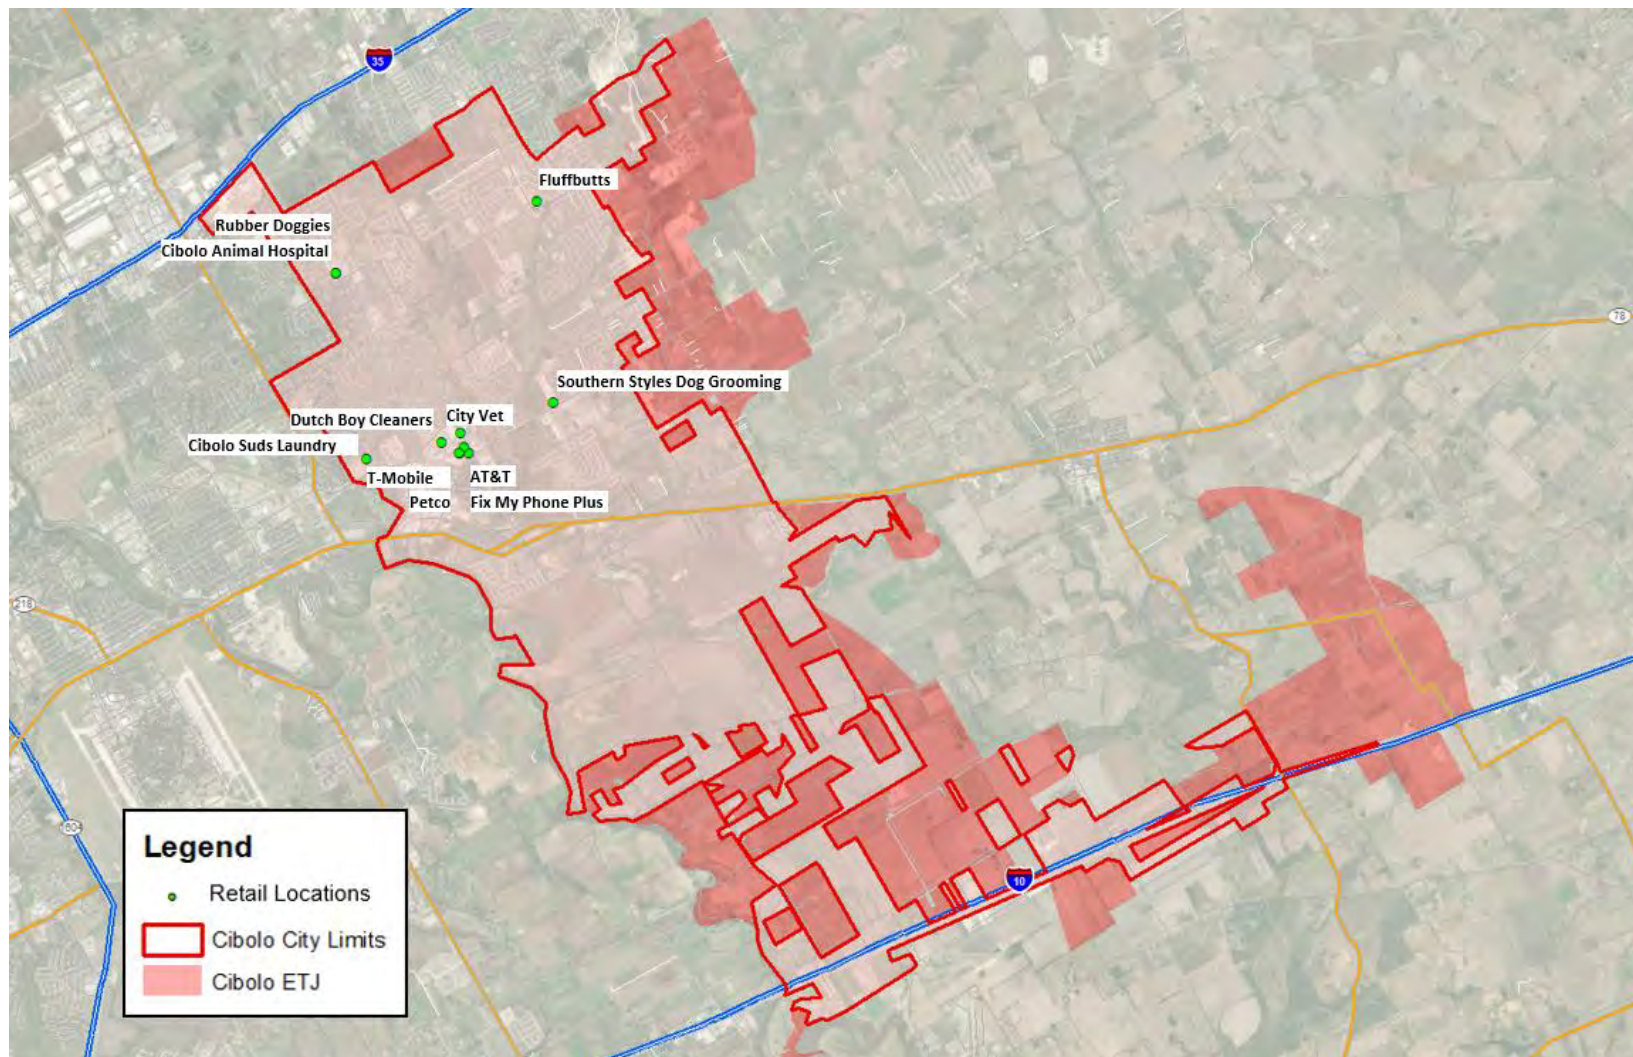 35
Fluffbutts
Rubber Doggies
Cibolo Animal Hospital
78
Southern Styles Dog Grooming
Dutch Boy Cleaners
City Vet
Cibolo Suds Laundry
T-Mobile
AT&T
Petco
Fix My Phone Plus
218
1604
10
Legend
Retail Locations
Cibolo City Limits
Cibolo ETJ